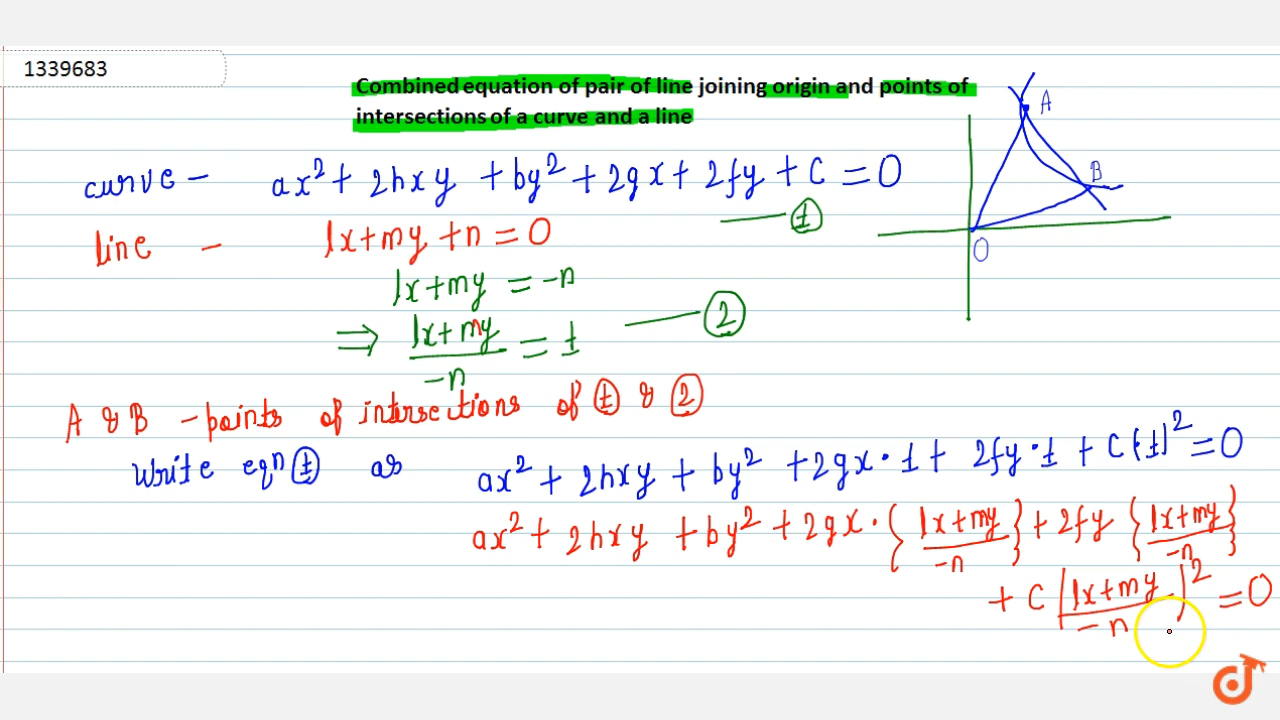 1339683
Combined equation of pair of line joining origin and points of
intersections of a curve and a line
A
B
O
curve - ax² + 2hxy + by² + 2gx + 2fy + c = 0
①
line - lx+my+n=0
lx+my = -n
⇒ (lx+my)/(-n) = 1 ②
A & B - points of intersections of ① & ②
write eqn ① as ax² + 2hxy + by² + 2gx·1 + 2fy·1 + c(1)² = 0
ax² + 2hxy + by² + 2gx·{(lx+my)/(-n)} + 2fy {(lx+my)/(-n)}
+ c [(lx+my)/(-n)]² = 0